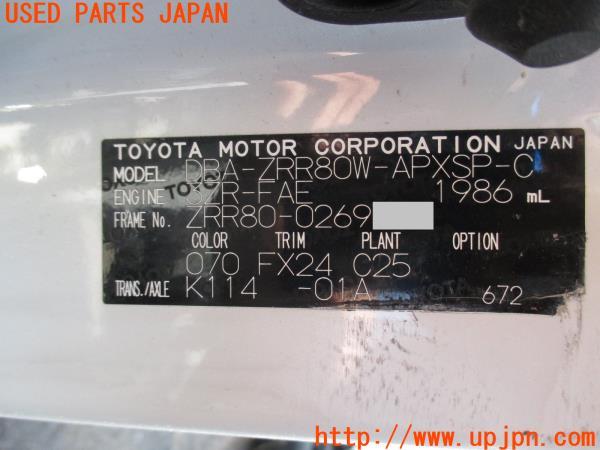 USED PARTS JAPAN
TOYOTA MOTOR CORPORATION JAPAN
MODEL DBA-ZRR80W-APXSP-C
ENGINE 3ZR-FAE 1986 mL
FRAME No. ZRR80-0269
COLOR TRIM PLANT OPTION
070 FX24 C25
TRANS./AXLE K114 -01A 672
http://www.upjpn.com/